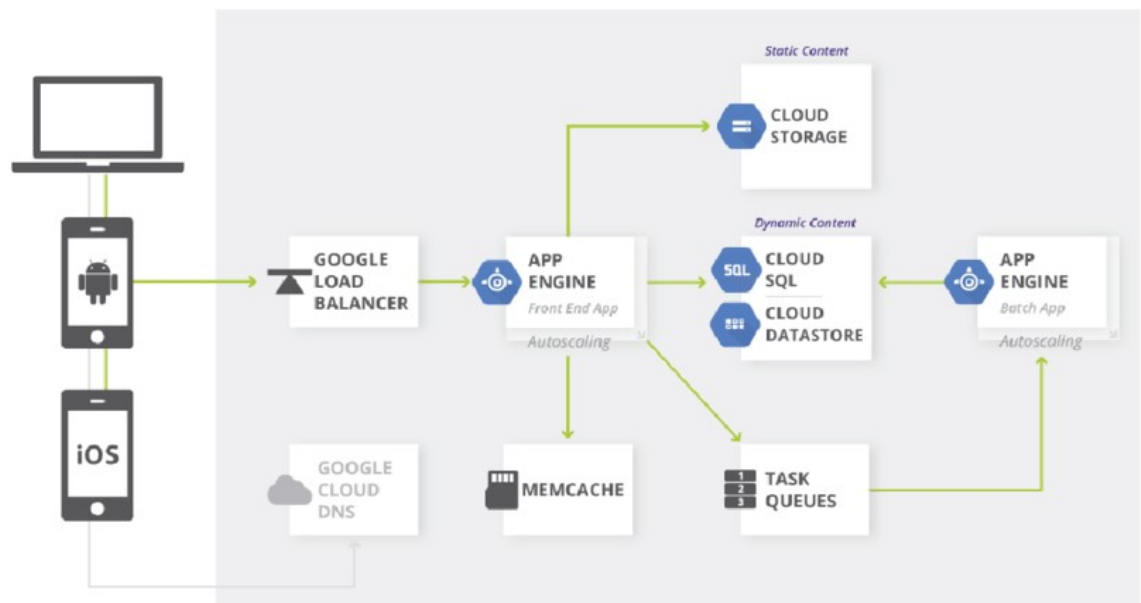 Static Content
CLOUD
STORAGE
Dynamic Content
GOOGLE
LOAD
BALANCER
APP
ENGINE
Front End App
Autoscaling
SQL
CLOUD
SQL
CLOUD
DATASTORE
APP
ENGINE
Batch App
Autoscaling
iOS
GOOGLE
CLOUD
DNS
MEMCACHE
1
2
3
TASK
QUEUES